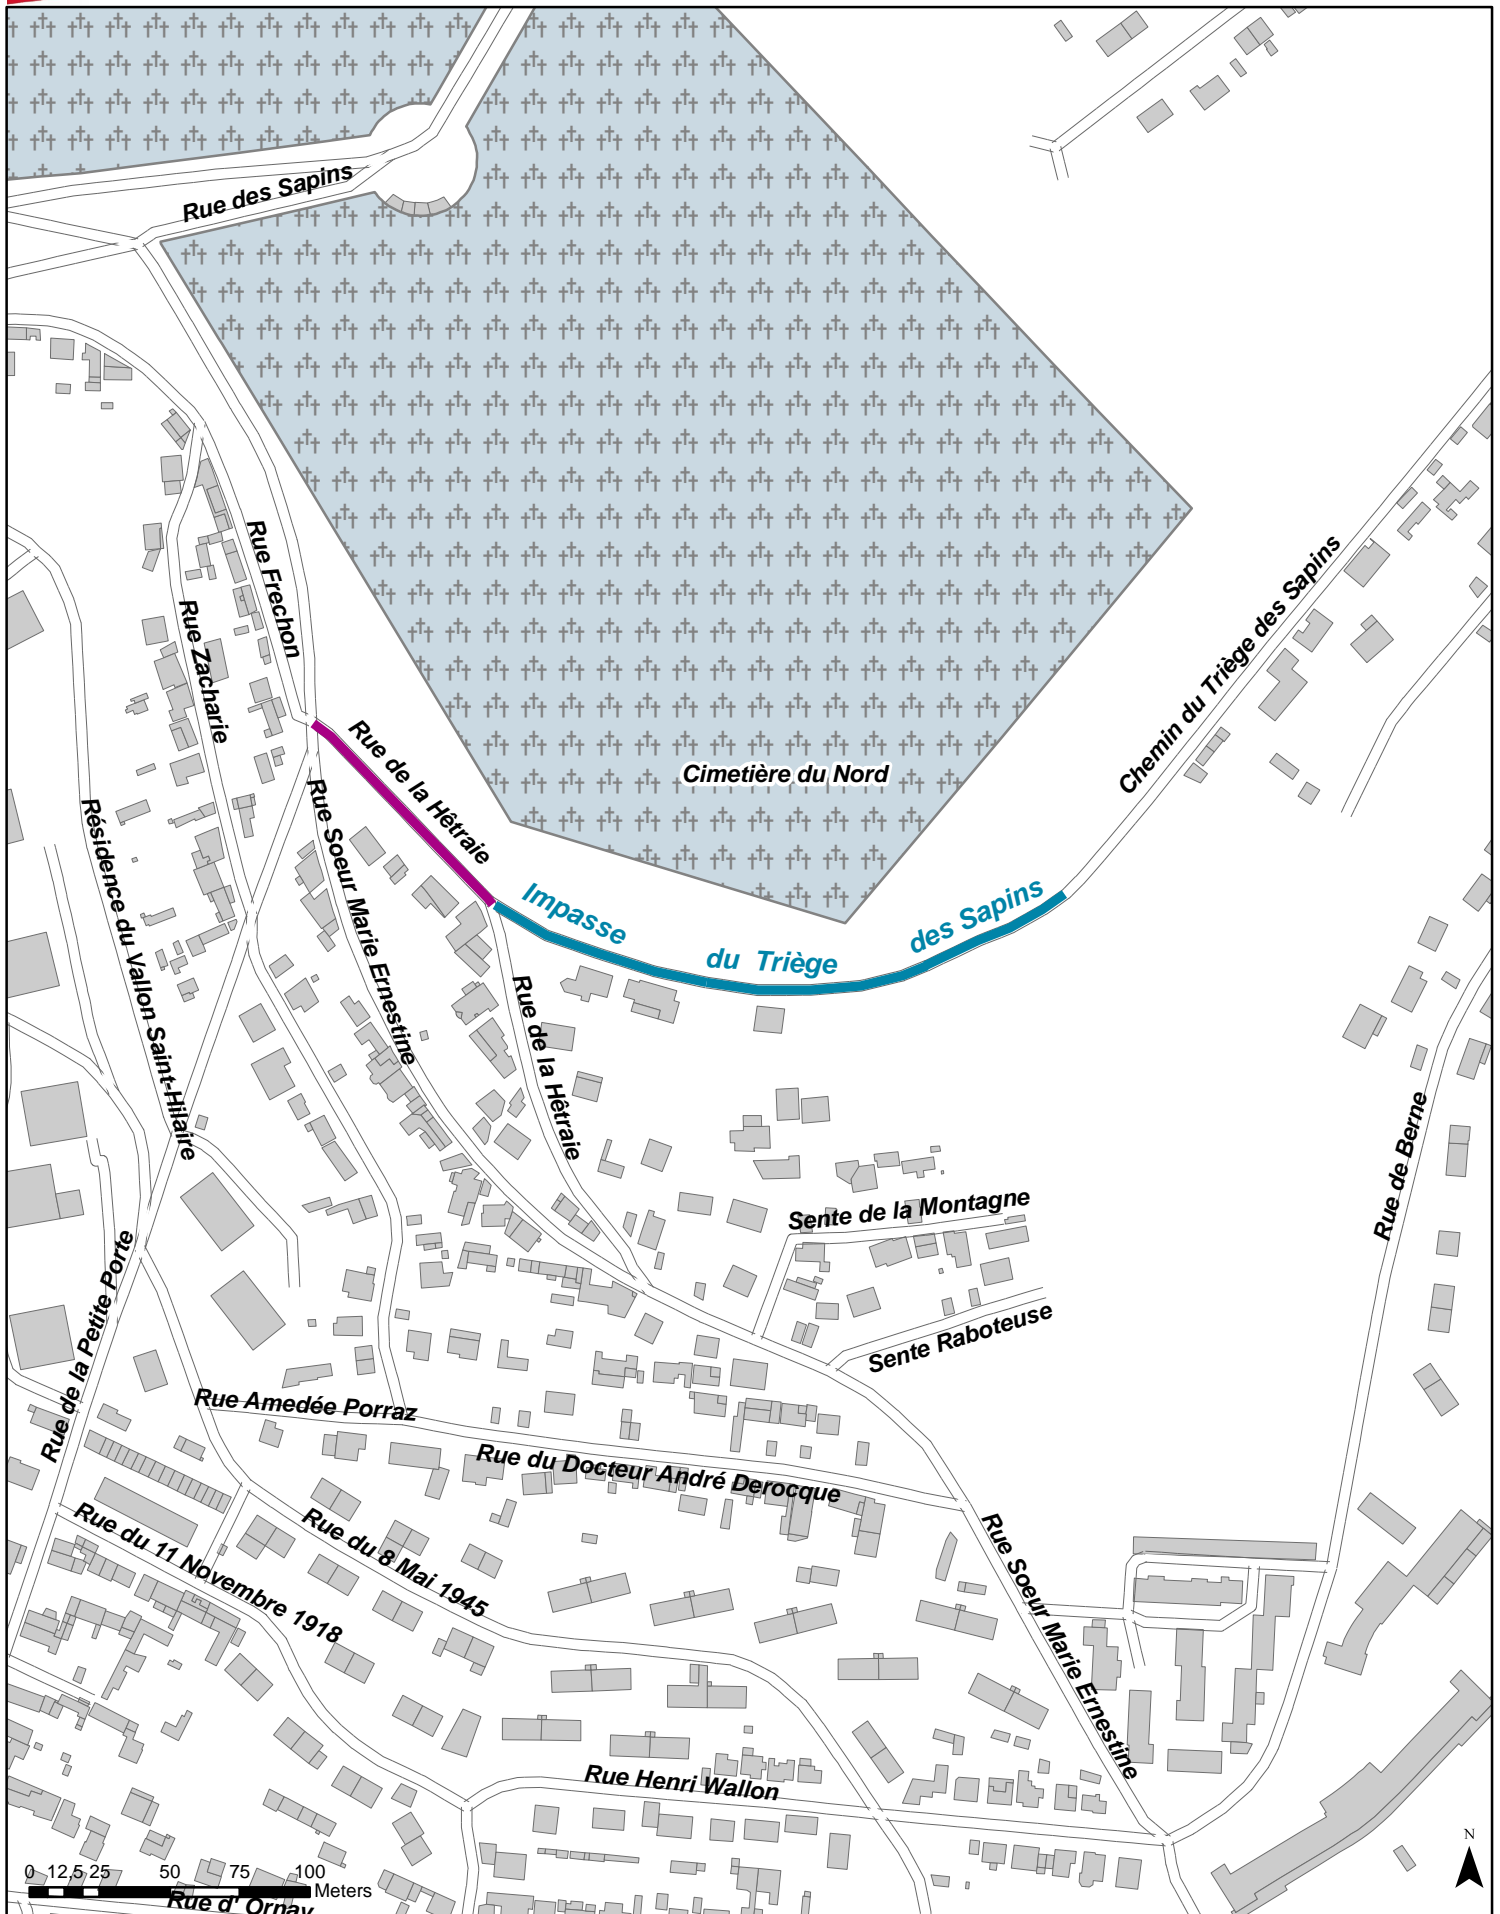 Rue des Sapins
Rue Frechon
Rue Zacharie
Rue de la Hêtraie
Cimetière du Nord
Chemin du Triège des Sapins
Résidence du Vallon Saint-Hilaire
Rue Soeur Marie Ernestine
Impasse du Triège des Sapins
Rue de la Hêtraie
Rue de Berne
Sente de la Montagne
Rue de la Petite Porte
Sente Raboteuse
Rue Amedée Porraz
Rue du Docteur André Derocque
Rue du 11 Novembre 1918
Rue du 8 Mai 1945
Rue Soeur Marie Ernestine
Rue Henri Wallon
N
0 12,5 25 50 75 100
Meters
Rue d' Ornay